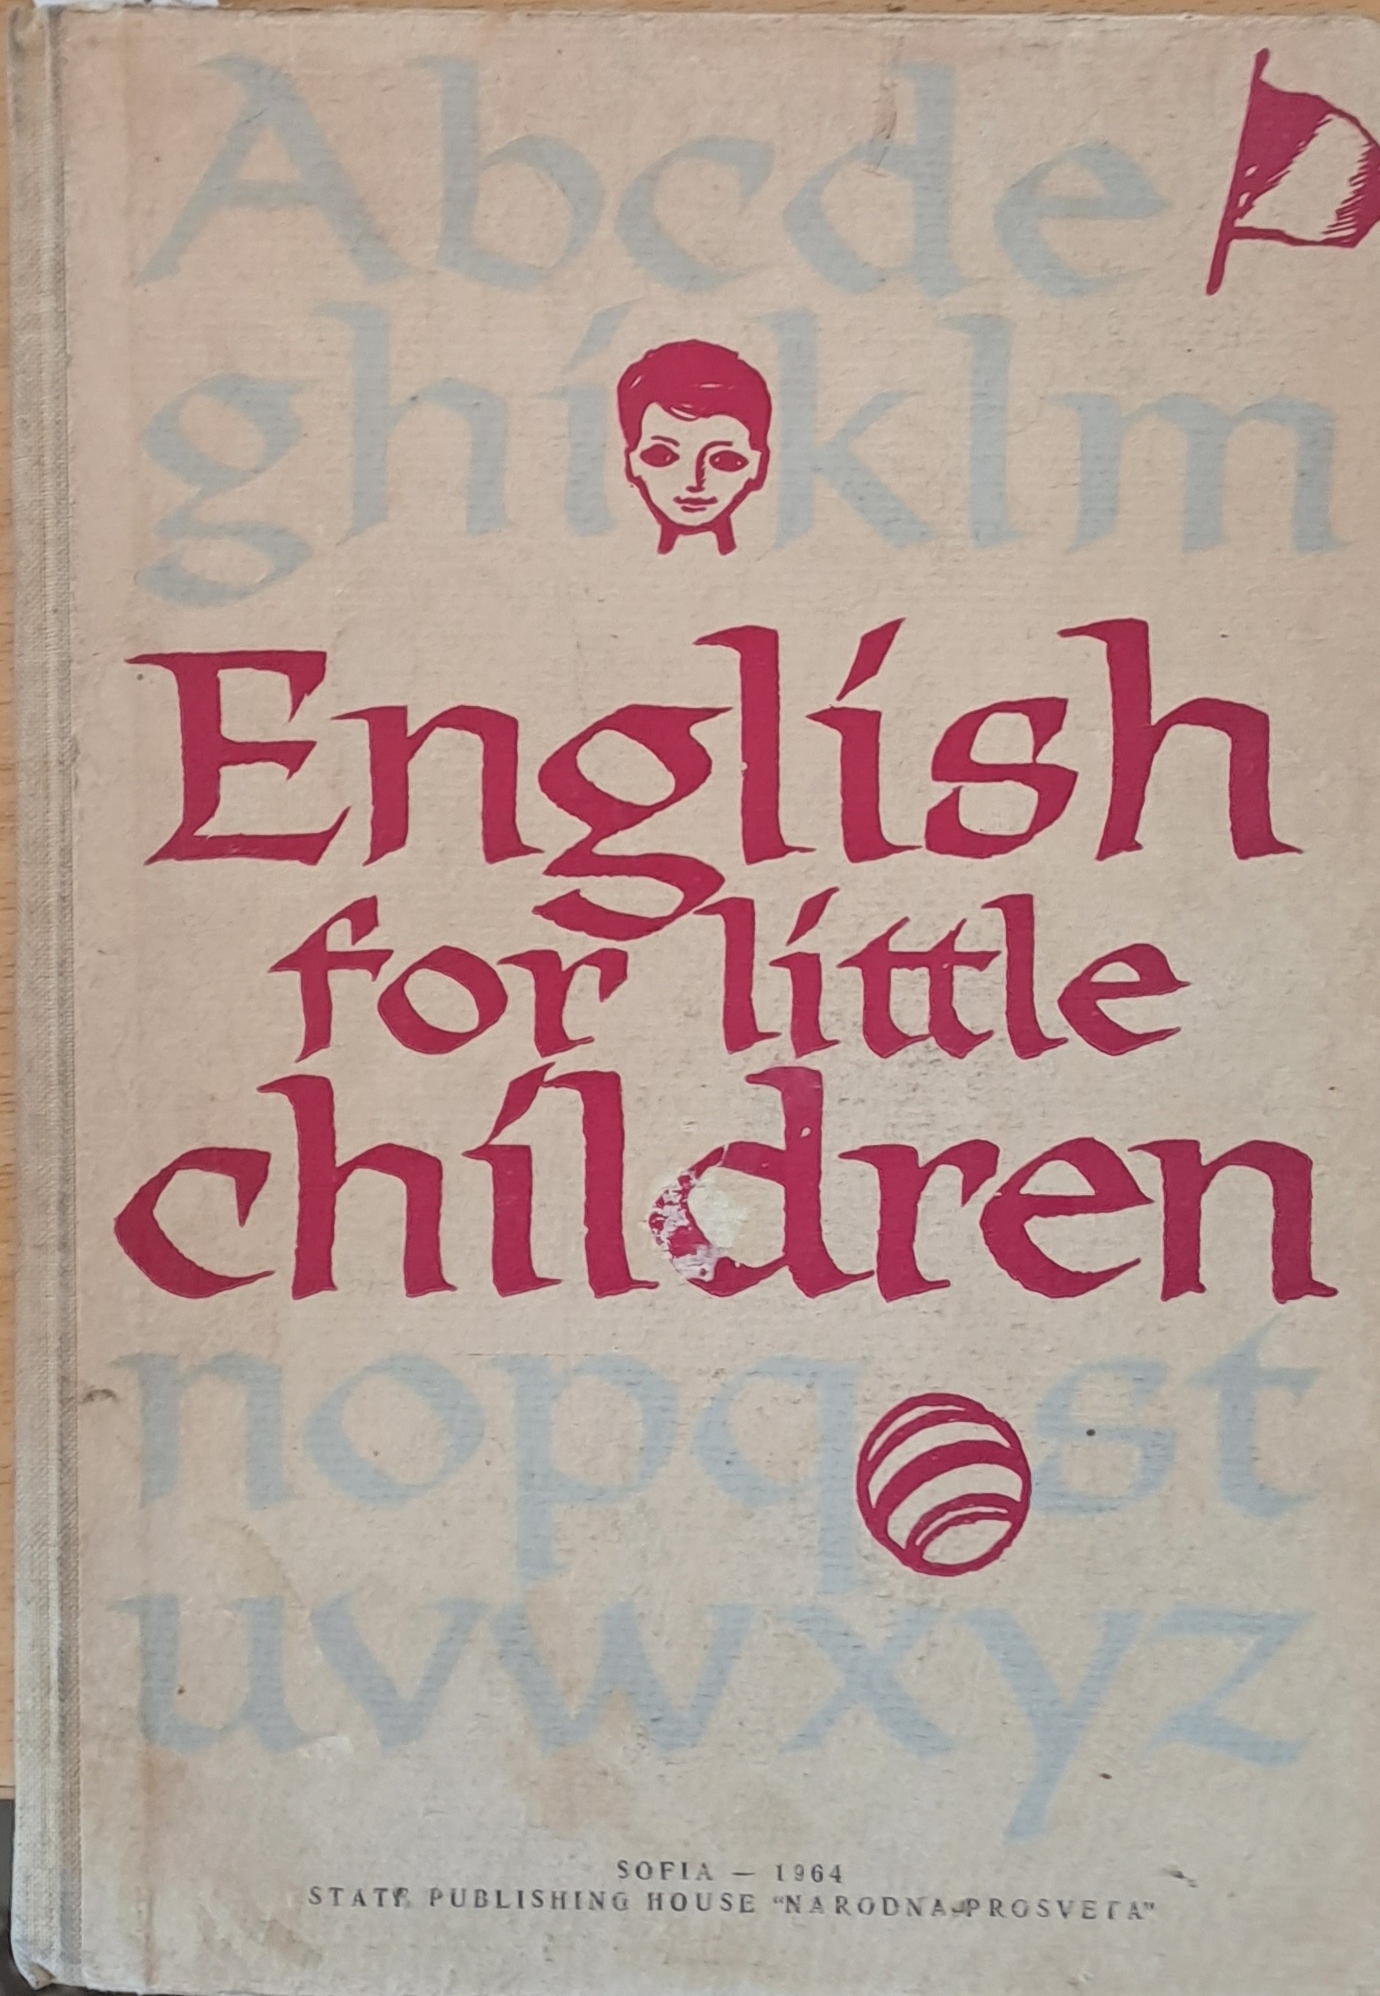 Abcde
ghiklm
English
for little
children
nopqst
uvwxyz
SOFIA — 1964
STATE PUBLISHING HOUSE “NARODNA PROSVETA”